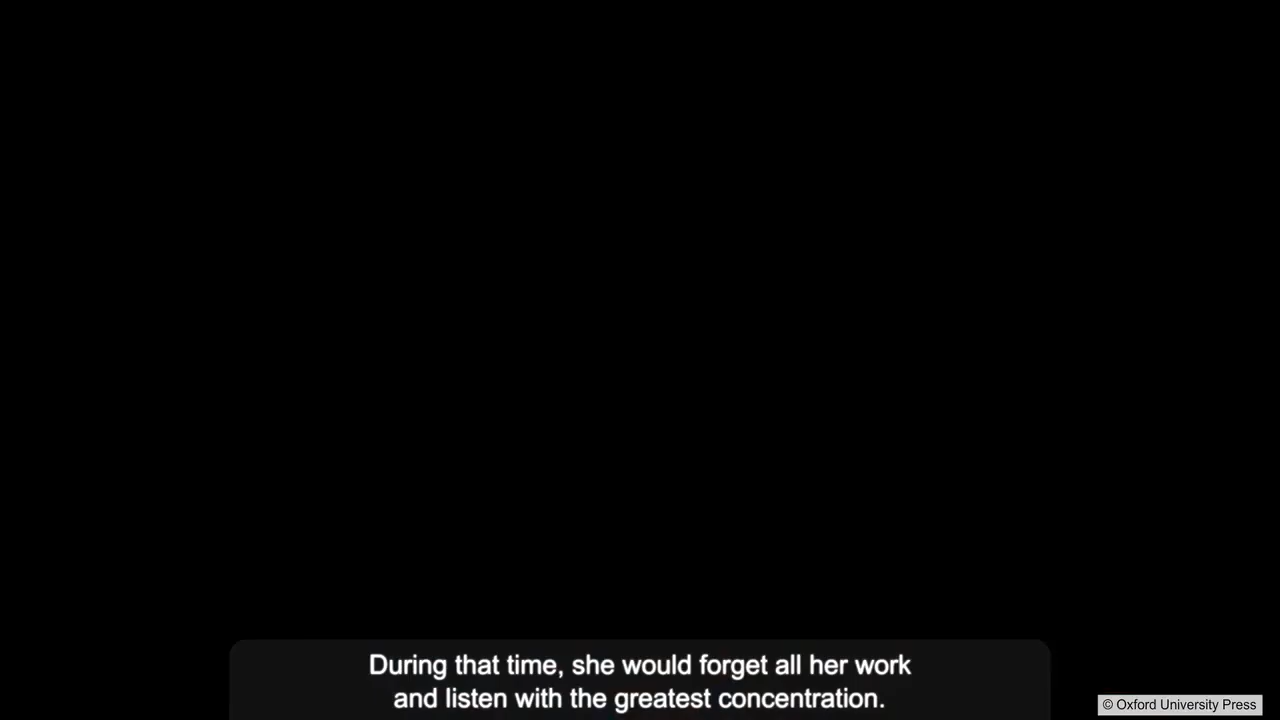 During that time, she would forget all her work
and listen with the greatest concentration.
© Oxford University Press